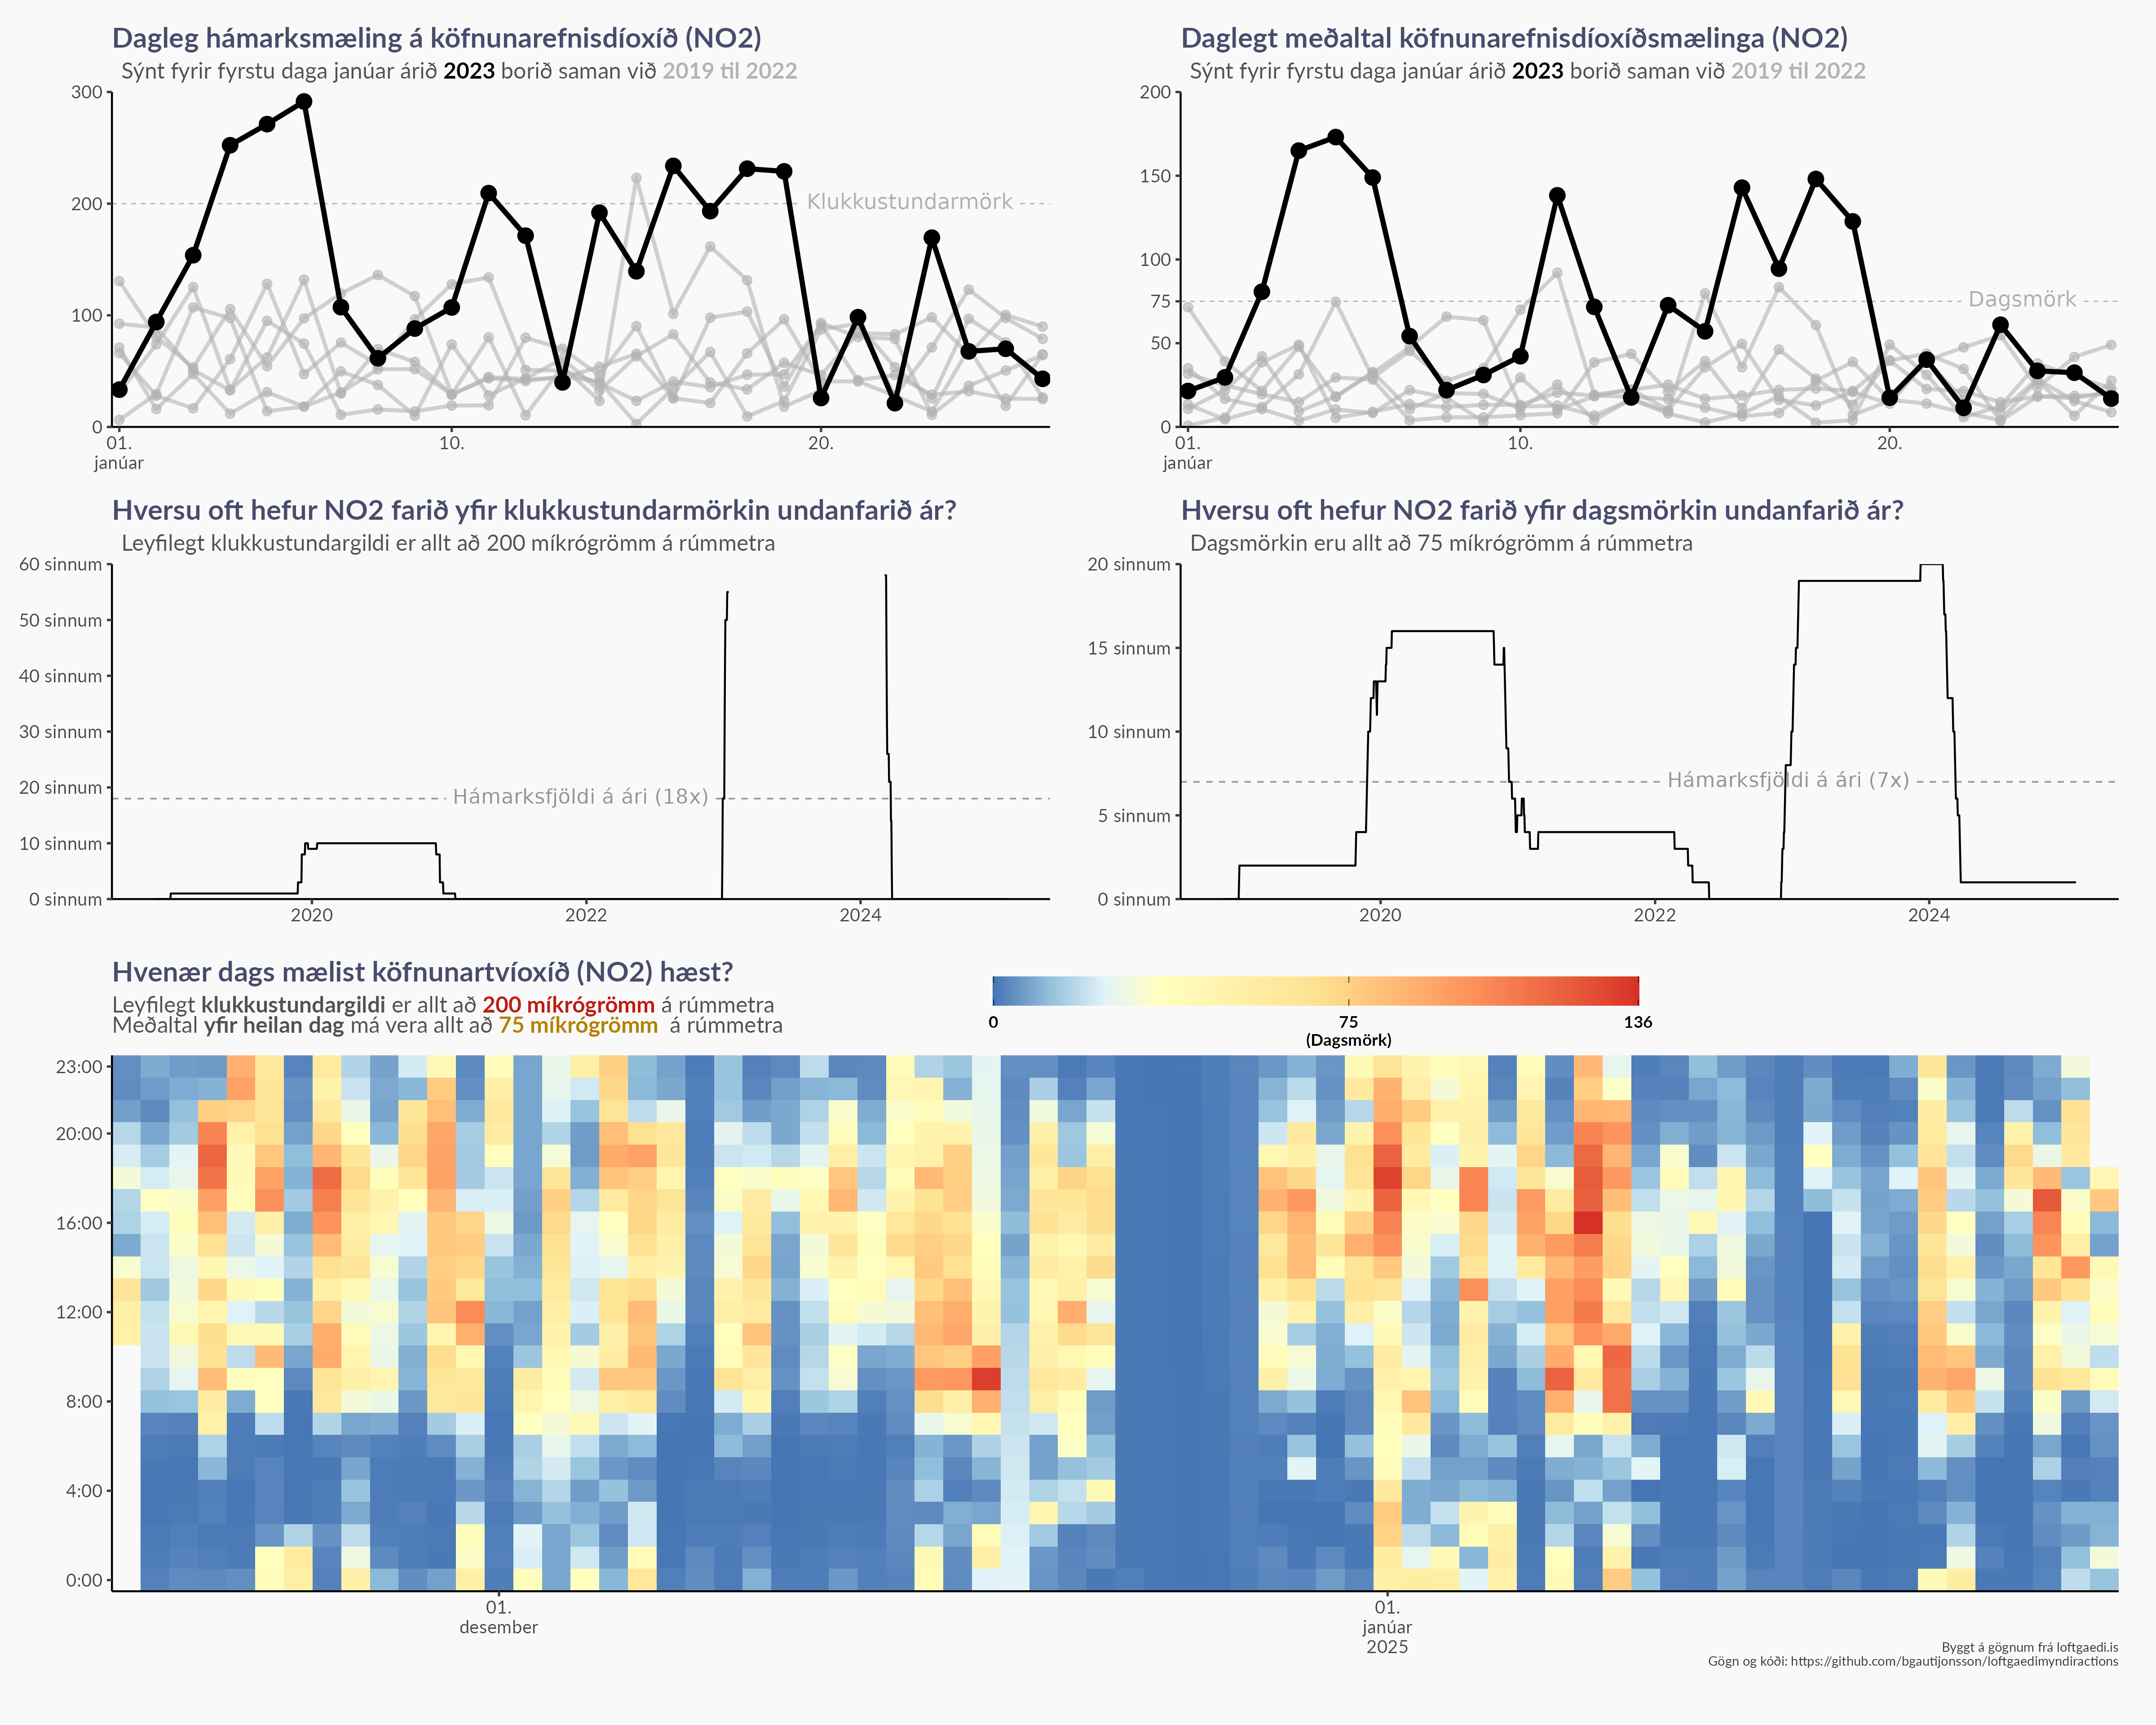 Dagleg hámarksmæling á köfnunarefnisdíoxíð (NO2)
Sýnt fyrir fyrstu daga janúar árið 2023 borið saman við 2019 til 2022
300
200
100
0
Klukkustundarmörk
01.
janúar
10.
20.
Daglegt meðaltal köfnunarefnisdíoxíðsmælinga (NO2)
Sýnt fyrir fyrstu daga janúar árið 2023 borið saman við 2019 til 2022
200
150
100
75
50
0
Dagsmörk
01.
janúar
10.
20.
Hversu oft hefur NO2 farið yfir klukkustundarmörkin undanfarið ár?
Leyfilegt klukkustundargildi er allt að 200 míkrógrömm á rúmmetra
60 sinnum
50 sinnum
40 sinnum
30 sinnum
20 sinnum
10 sinnum
0 sinnum
Hámarksfjöldi á ári (18x)
2020
2022
2024
Hversu oft hefur NO2 farið yfir dagsmörkin undanfarið ár?
Dagsmörkin eru allt að 75 míkrógrömm á rúmmetra
20 sinnum
15 sinnum
10 sinnum
5 sinnum
0 sinnum
Hámarksfjöldi á ári (7x)
2020
2022
2024
Hvenær dags mælist köfnunartvíoxíð (NO2) hæst?
Leyfilegt klukkustundargildi er allt að 200 míkrógrömm á rúmmetra
Meðaltal yfir heilan dag má vera allt að 75 míkrógrömm á rúmmetra
0
75
(Dagsmörk)
136
23:00
20:00
16:00
12:00
8:00
4:00
0:00
01.
desember
01.
janúar
2025
Byggt á gögnum frá loftgaedi.is
Gögn og kóði: https://github.com/bgautijonsson/loftgaedimyndiractions